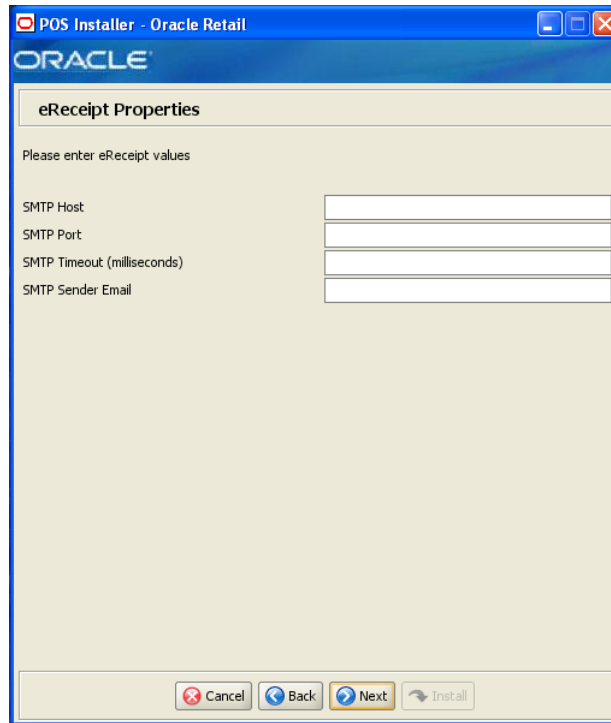 POS Installer - Oracle Retail
ORACLE
eReceipt Properties
Please enter eReceipt values
SMTP Host
SMTP Port
SMTP Timeout (milliseconds)
SMTP Sender Email
Cancel Back Next Install